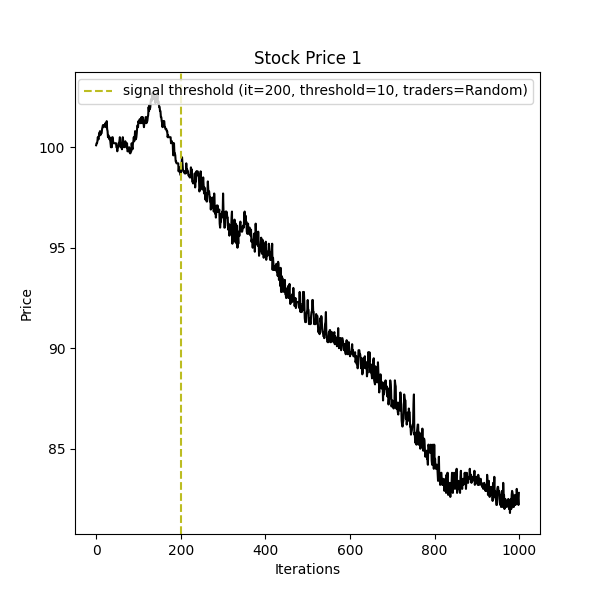 Stock Price 1
signal threshold (it=200, threshold=10, traders=Random)
100
95
90
85
Price
0 200 400 600 800 1000
Iterations